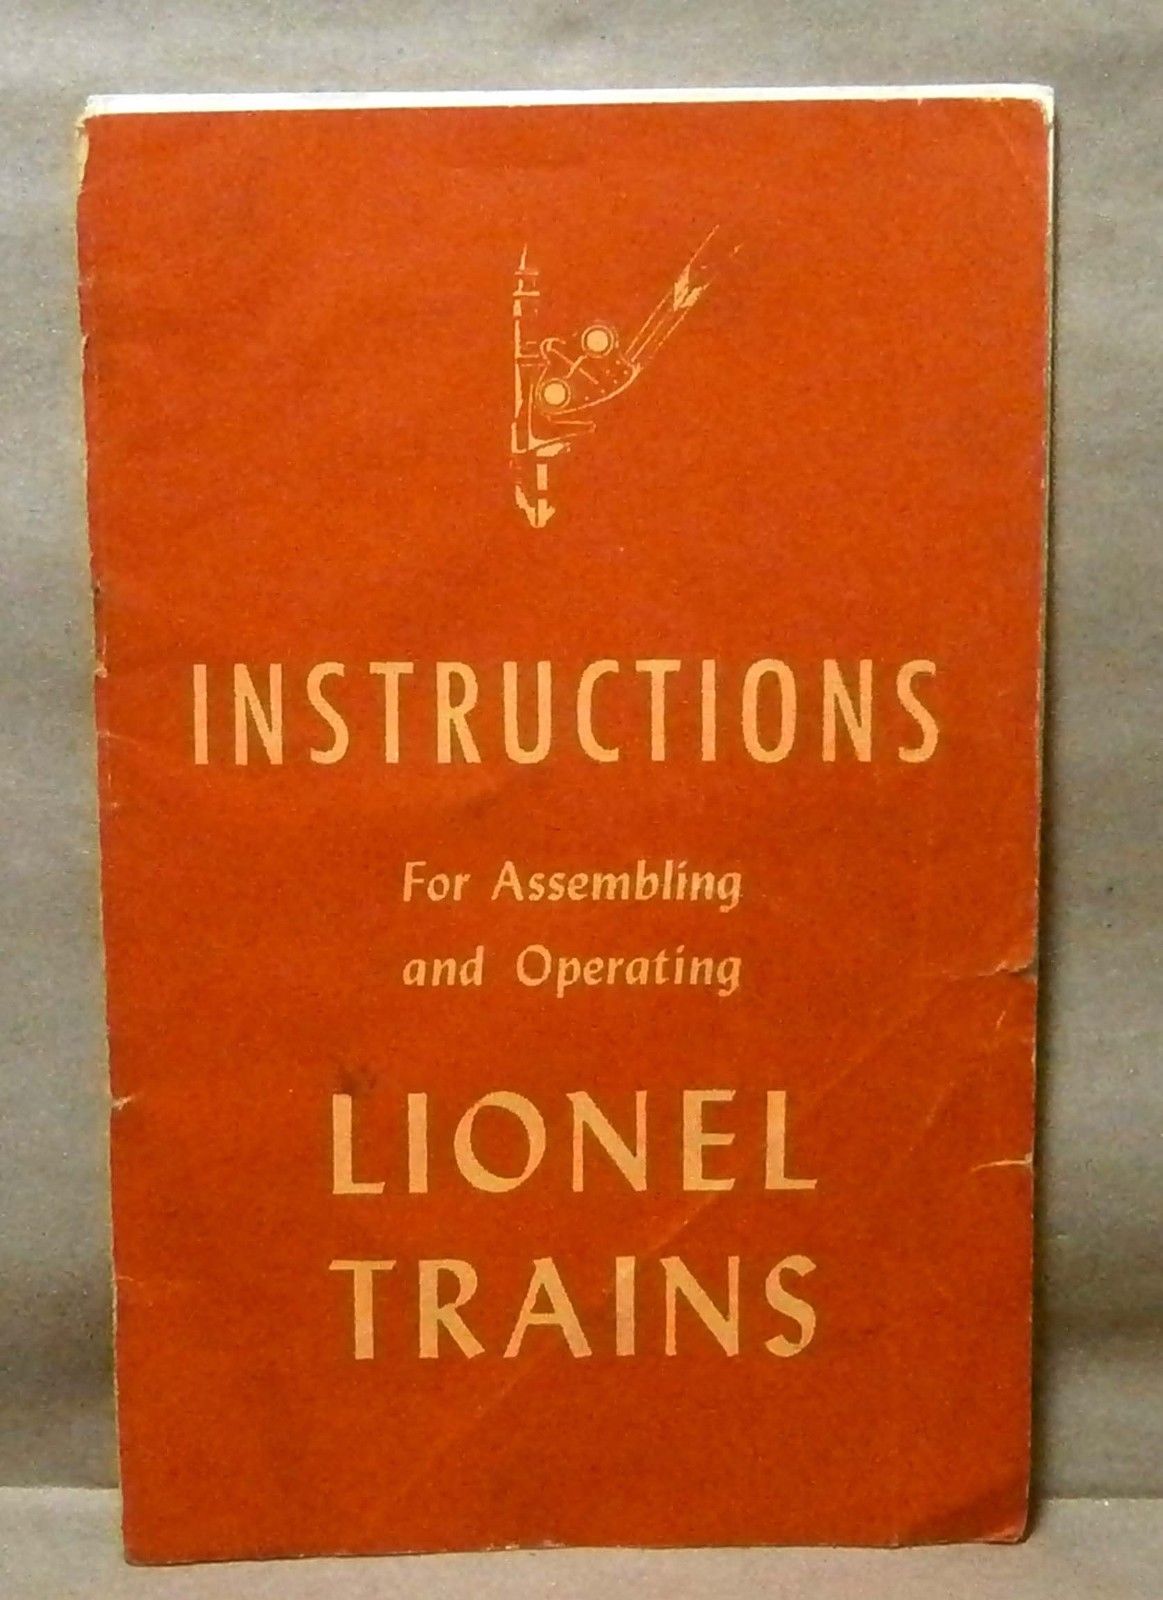 INSTRUCTIONS
For Assembling
and Operating
LIONEL
TRAINS